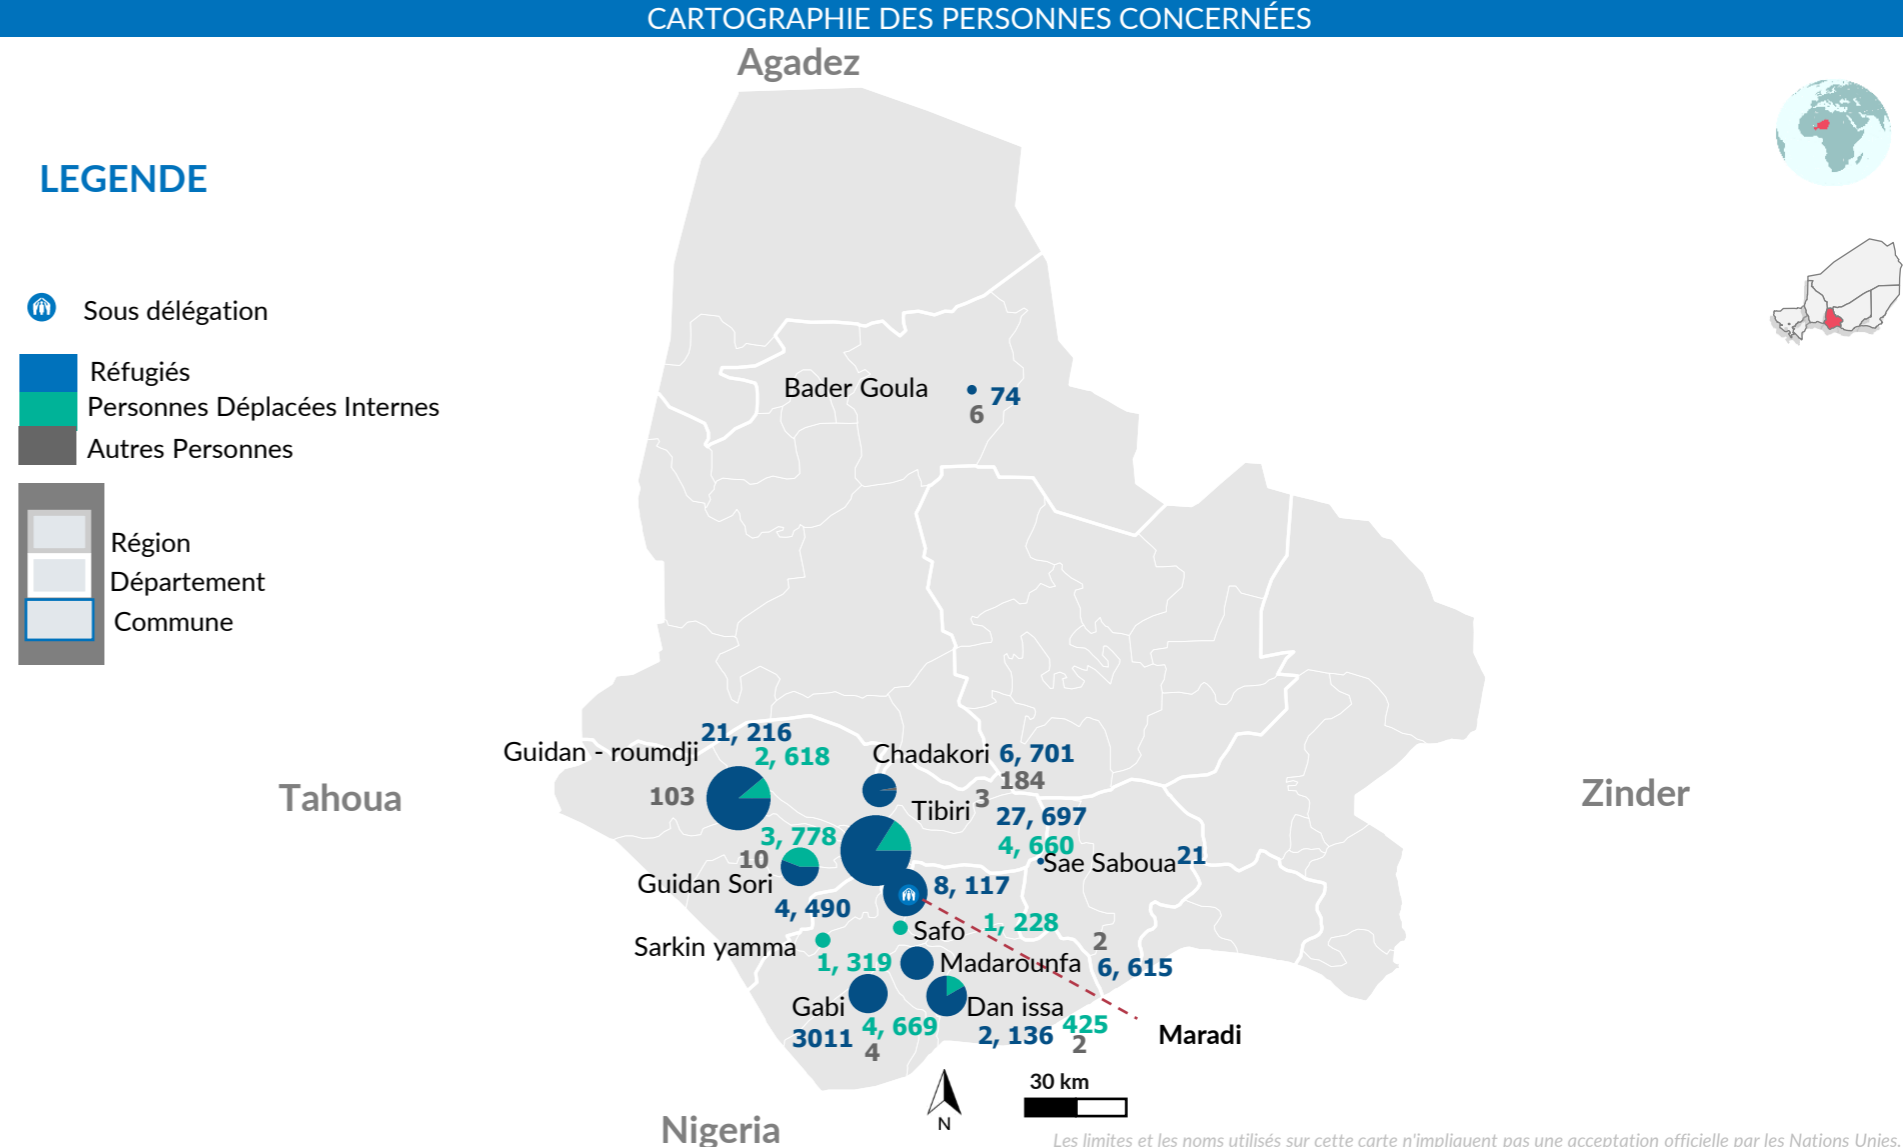 CARTOGRAPHIE DES PERSONNES CONCERNÉES
Agadez
LEGENDE
Sous délégation
Réfugiés
Personnes Déplacées Internes
Autres Personnes
Région
Département
Commune
Bader Goula
74
6
21, 216
Guidan - roumdji
2, 618
103
Chadakori 6, 701
184
Tibiri 3
27, 697
4, 660
Tahoua
Zinder
3, 778
10
Guidan Sori
4, 490
Sae Saboua 21
8, 117
Safo 1, 228
Sarkin yamma
1, 319
2
Madarounfa 6, 615
Gabi
3011
4, 669
4
Dan issa
2, 136
425
2
Maradi
30 km
N
Nigeria
Les limites et les noms utilisés sur cette carte n'impliquent pas une acceptation officielle par les Nations Unies.